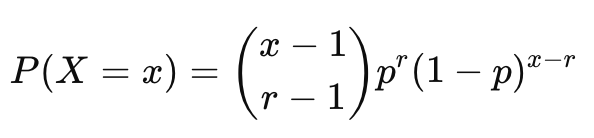 P(X = x) = \binom{x - 1}{r - 1} p^r (1 - p)^{x-r}